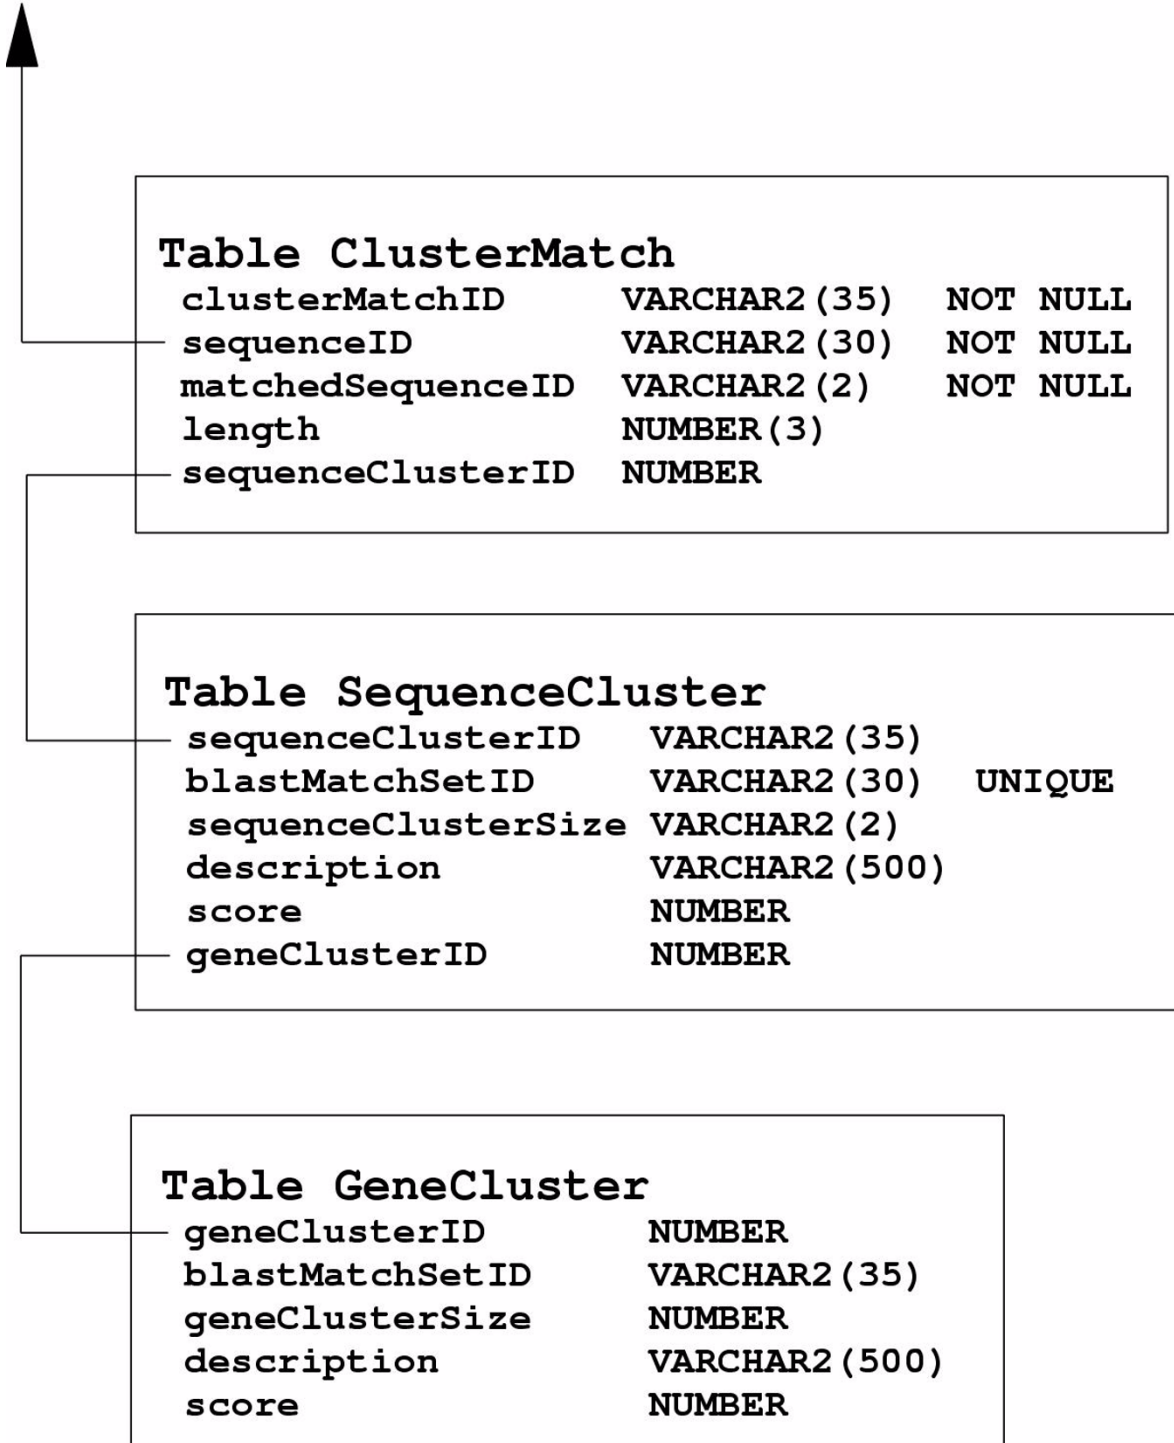 Table ClusterMatch
clusterMatchID VARCHAR2(35) NOT NULL
sequenceID VARCHAR2(30) NOT NULL
matchedSequenceID VARCHAR2(2) NOT NULL
length NUMBER(3)
sequenceClusterID NUMBER
Table SequenceCluster
sequenceClusterID VARCHAR2(35)
blastMatchSetID VARCHAR2(30) UNIQUE
sequenceClusterSize VARCHAR2(2)
description VARCHAR2(500)
score NUMBER
geneClusterID NUMBER
Table GeneCluster
geneClusterID NUMBER
blastMatchSetID VARCHAR2(35)
geneClusterSize NUMBER
description VARCHAR2(500)
score NUMBER